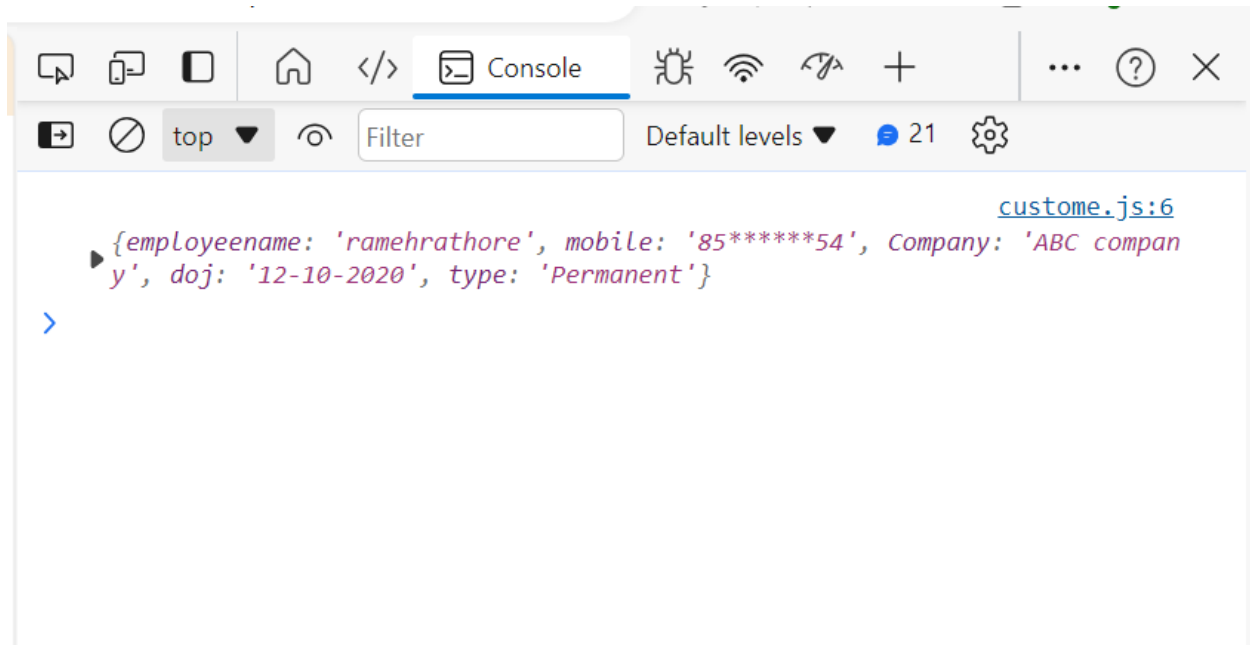 </> Console
top Filter Default levels 21
custome.js:6
{employeename: 'ramehrathore', mobile: '85******54', Company: 'ABC compan
y', doj: '12-10-2020', type: 'Permanent'}